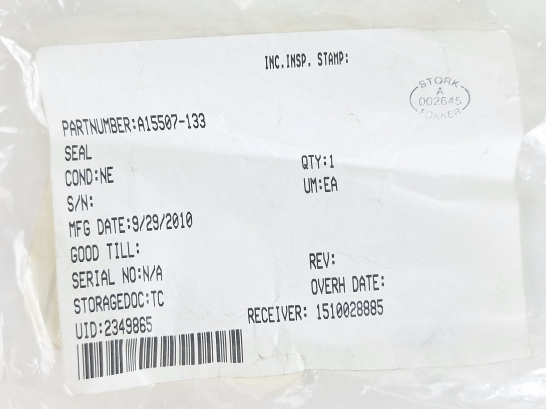 INC.INSP. STAMP:
STORK
A
002645
FOKKER
PARTNUMBER:A15507-133
SEAL
QTY:1
COND:NE
UM:EA
S/N:
MFG DATE:9/29/2010
GOOD TILL:
REV:
SERIAL NO:N/A
OVERH DATE:
STORAGEDOC:TC
RECEIVER: 1510028885
UID:2349865